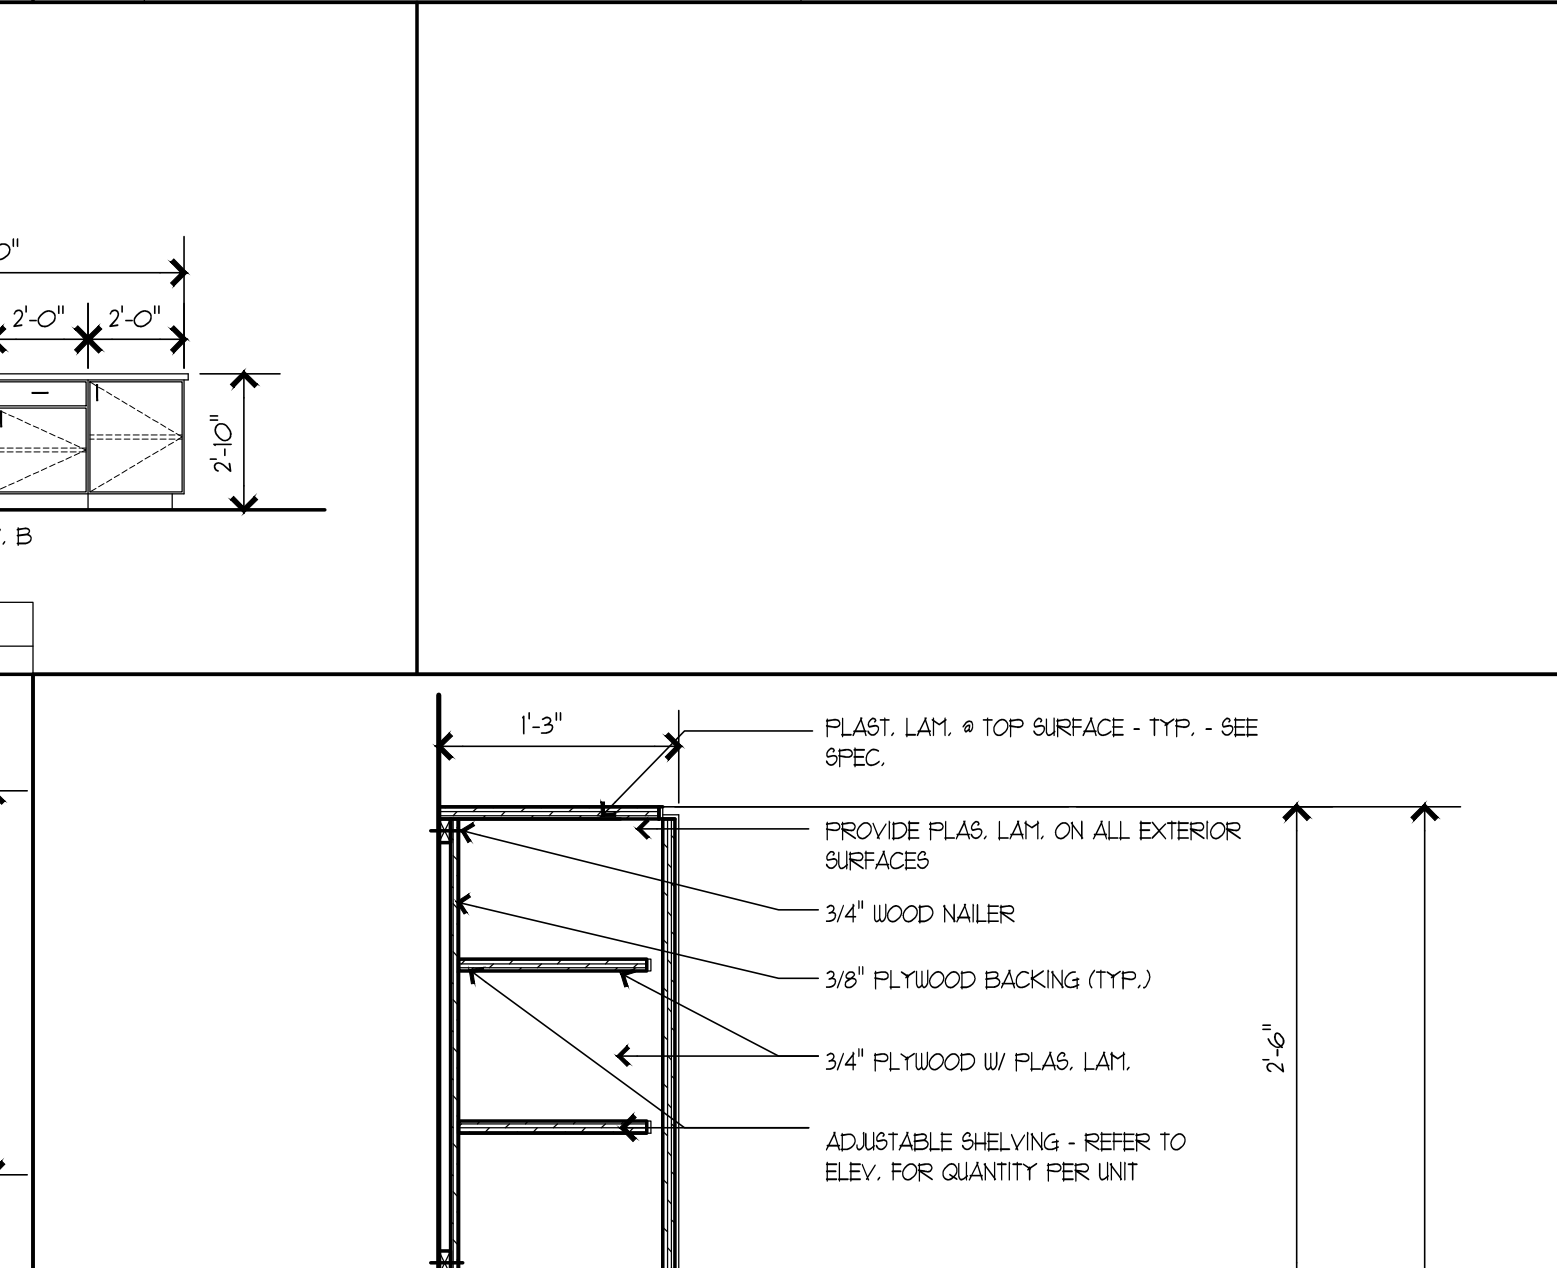 0"
2'-0" 2'-0"
2'-10"
. B
1'-3"
PLAST. LAM. @ TOP SURFACE - TYP. - SEE
SPEC.
PROVIDE PLAS. LAM. ON ALL EXTERIOR
SURFACES
3/4" WOOD NAILER
3/8" PLYWOOD BACKING (TYP.)
2'-6"
3/4" PLYWOOD W/ PLAS. LAM.
ADJUSTABLE SHELVING - REFER TO
ELEV. FOR QUANTITY PER UNIT